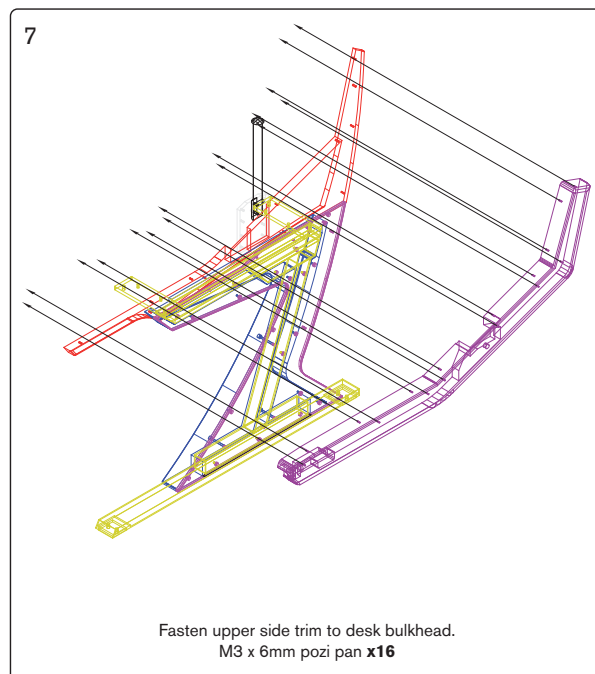 7
Fasten upper side trim to desk bulkhead.
M3 x 6mm pozi pan x16